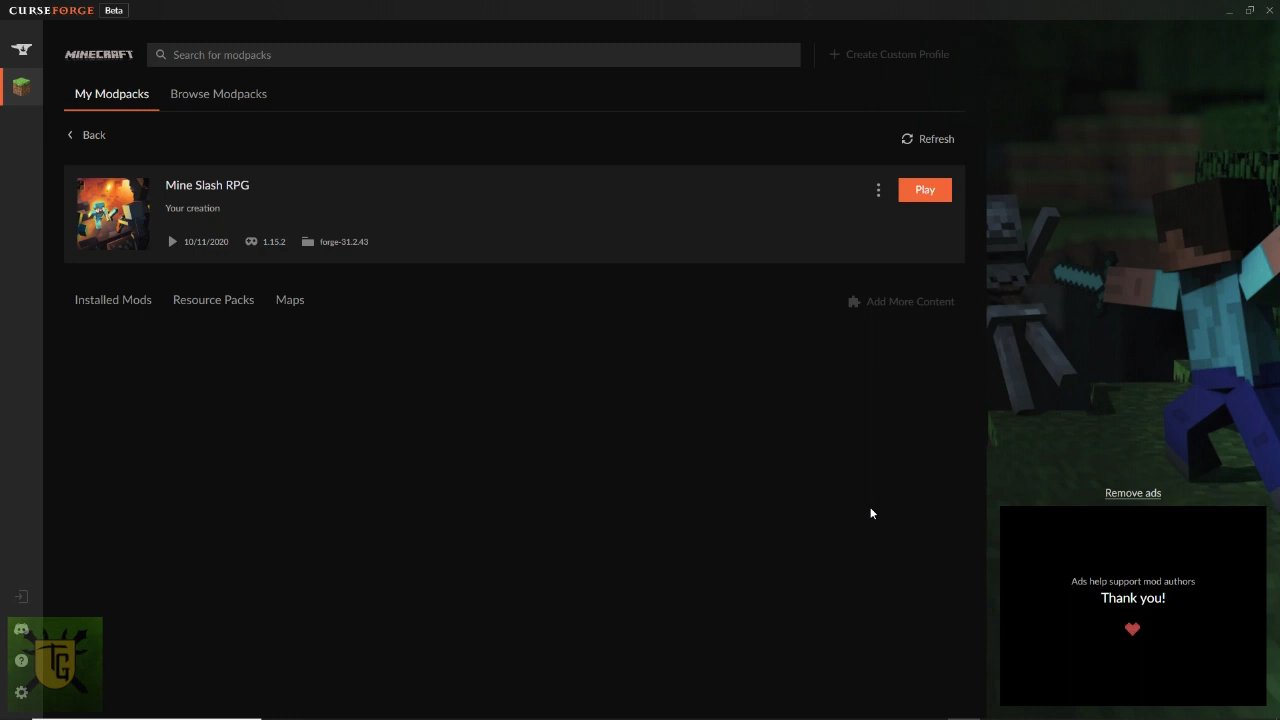 CURSEFORGE Beta
MINECRAFT
Search for modpacks
Create Custom Profile
My Modpacks
Browse Modpacks
Back
Refresh
Mine Slash RPG
Your creation
Play
10/11/2020
1.15.2
forge-31.2.43
Installed Mods
Resource Packs
Maps
Add More Content
Remove ads
Ads help support mod authors
Thank you!
TG